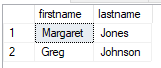 firstname lastname
1 Margaret Jones
2 Greg Johnson